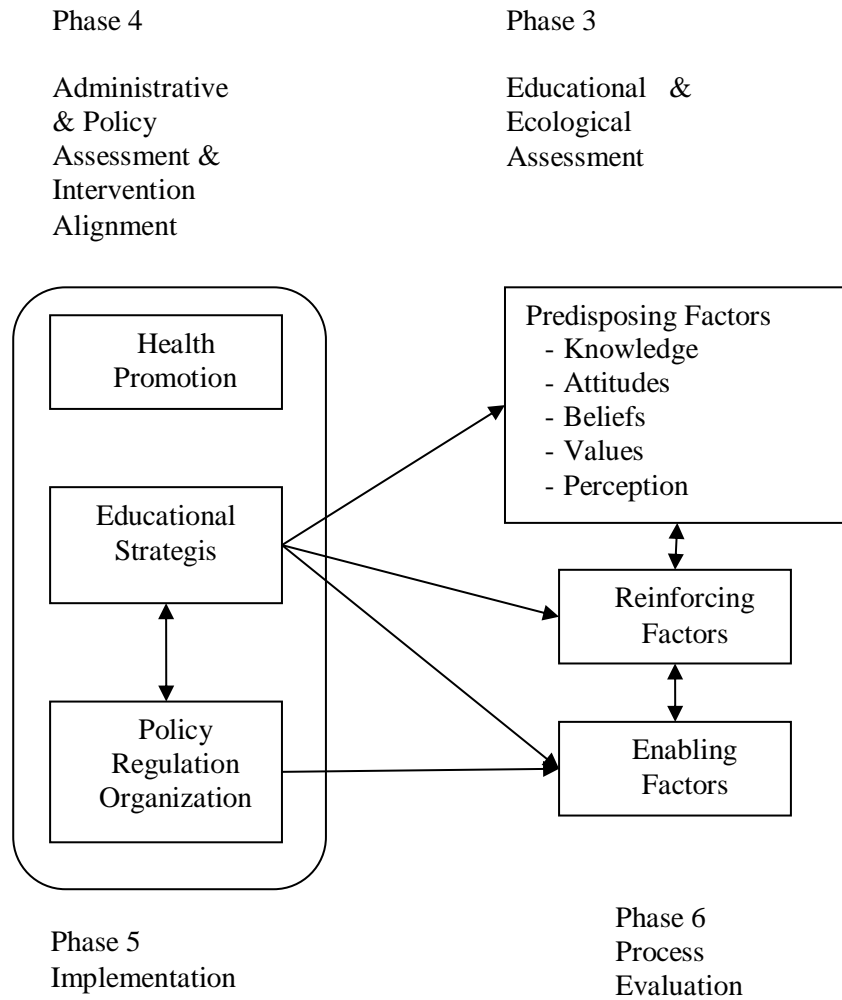 Phase 4
Administrative
& Policy
Assessment &
Intervention
Alignment
Phase 3
Educational &
Ecological
Assessment
Health
Promotion
Educational
Strategis
Policy
Regulation
Organization
Predisposing Factors
- Knowledge
- Attitudes
- Beliefs
- Values
- Perception
Reinforcing
Factors
Enabling
Factors
Phase 5
Implementation
Phase 6
Process
Evaluation